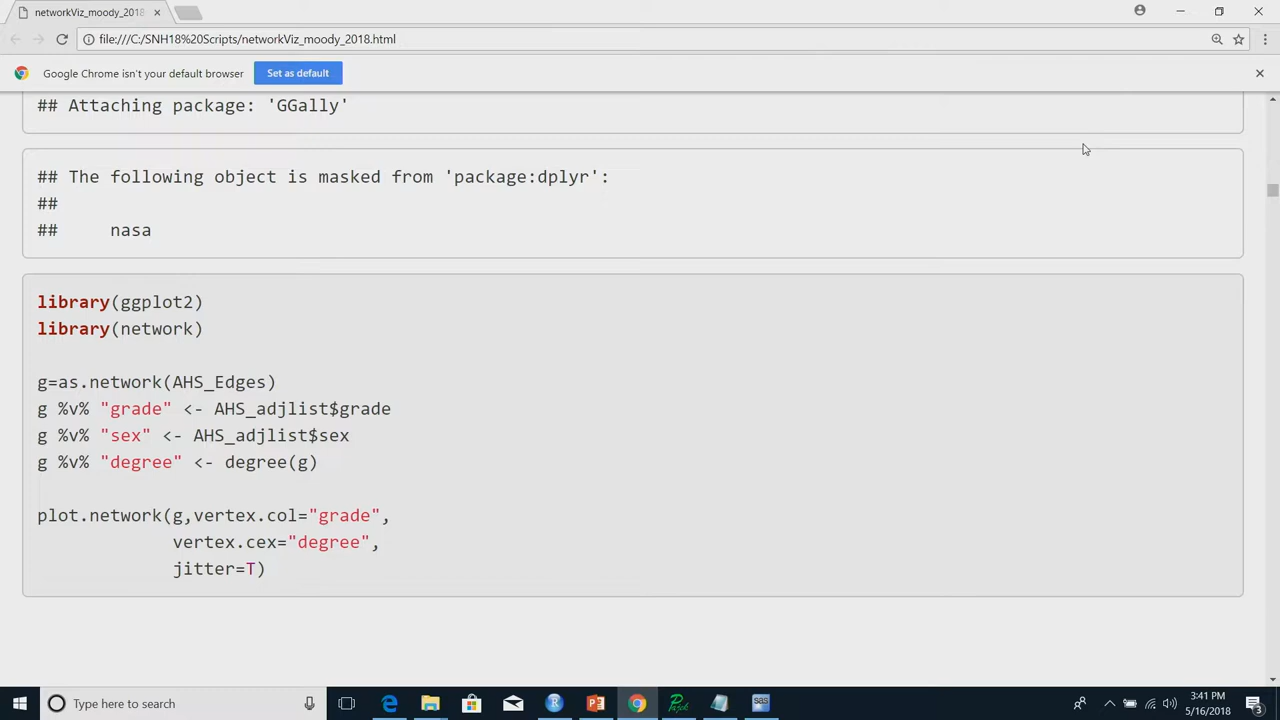 networkViz_moody_2018
file:///C:/SNH18%20Scripts/networkViz_moody_2018.html
Google Chrome isn't your default browser
Set as default
## Attaching package: 'GGally'
## The following object is masked from 'package:dplyr':
##
##     nasa
library(ggplot2)
library(network)
g=as.network(AHS_Edges)
g %v% "grade" <- AHS_adjlist$grade
g %v% "sex" <- AHS_adjlist$sex
g %v% "degree" <- degree(g)
plot.network(g,vertex.col="grade",
vertex.cex="degree",
jitter=T)
Type here to search
3:41 PM
5/16/2018
3